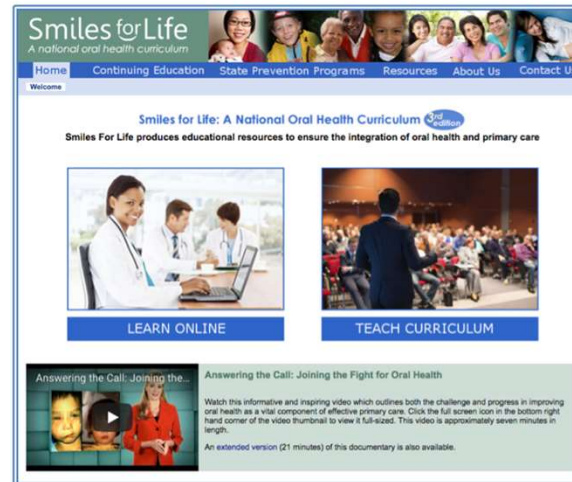 Smiles for Life
A national oral health curriculum
Home Continuing Education State Prevention Programs Resources About Us Contact U
Welcome
Smiles for Life: A National Oral Health Curriculum 3rd edition
Smiles For Life produces educational resources to ensure the integration of oral health and primary care
LEARN ONLINE TEACH CURRICULUM
Answering the Call: Joining the...
Answering the Call: Joining the Fight for Oral Health
Watch this informative and inspiring video which outlines both the challenge and progress in improving
oral health as a vital component of effective primary care. Click the full screen icon in the bottom right
hand corner of the video thumbnail to view it full-sized. This video is approximately seven minutes in
length.
An extended version (21 minutes) of this documentary is also available.